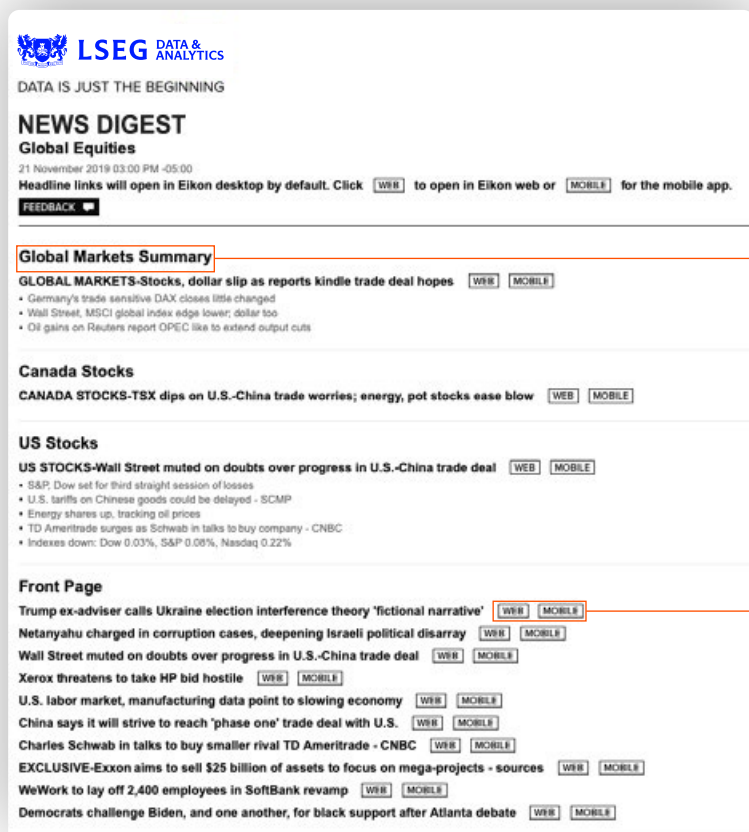 LSEG DATA & ANALYTICS
DATA IS JUST THE BEGINNING
NEWS DIGEST
Global Equities
21 November 2019 03:00 PM -05:00
Headline links will open in Eikon desktop by default. Click WEB to open in Eikon web or MOBILE for the mobile app.
FEEDBACK
Global Markets Summary
GLOBAL MARKETS-Stocks, dollar slip as reports kindle trade deal hopes WEB MOBILE
• Germany's trade sensitive DAX closes little changed
• Wall Street, MSCI global index edge lower; dollar too
• Oil gains on Reuters report OPEC like to extend output cuts
Canada Stocks
CANADA STOCKS-TSX dips on U.S.-China trade worries; energy, pot stocks ease blow WEB MOBILE
US Stocks
US STOCKS-Wall Street muted on doubts over progress in U.S.-China trade deal WEB MOBILE
• S&P, Dow set for third straight session of losses
• U.S. tariffs on Chinese goods could be delayed - SCMP
• Energy shares up, tracking oil prices
• TD Ameritrade surges as Schwab in talks to buy company - CNBC
• Indexes down: Dow 0.03%, S&P 0.08%, Nasdaq 0.22%
Front Page
Trump ex-adviser calls Ukraine election interference theory 'fictional narrative' WEB MOBILE
Netanyahu charged in corruption cases, deepening Israeli political disarray WEB MOBILE
Wall Street muted on doubts over progress in U.S.-China trade deal WEB MOBILE
Xerox threatens to take HP bid hostile WEB MOBILE
U.S. labor market, manufacturing data point to slowing economy WEB MOBILE
China says it will strive to reach 'phase one' trade deal with U.S. WEB MOBILE
Charles Schwab in talks to buy smaller rival TD Ameritrade - CNBC WEB MOBILE
EXCLUSIVE-Exxon aims to sell $25 billion of assets to focus on mega-projects - sources WEB MOBILE
WeWork to lay off 2,400 employees in SoftBank revamp WEB MOBILE
Democrats challenge Biden, and one another, for black support after Atlanta debate WEB MOBILE